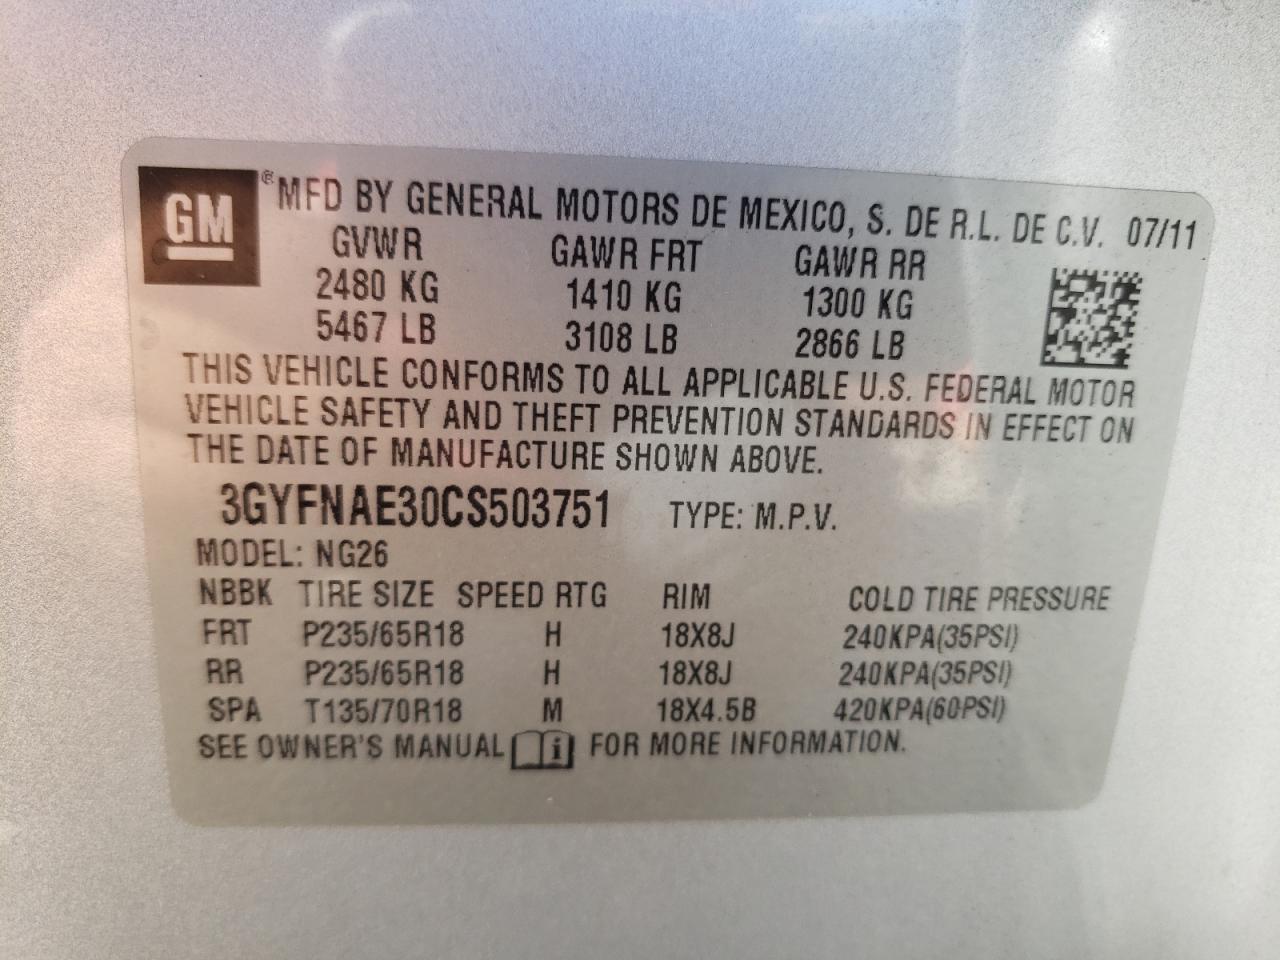 GM ® MFD BY GENERAL MOTORS DE MEXICO, S. DE R.L. DE C.V. 07/11
GVWR GAWR FRT GAWR RR
2480 KG 1410 KG 1300 KG
5467 LB 3108 LB 2866 LB
THIS VEHICLE CONFORMS TO ALL APPLICABLE U.S. FEDERAL MOTOR
VEHICLE SAFETY AND THEFT PREVENTION STANDARDS IN EFFECT ON
THE DATE OF MANUFACTURE SHOWN ABOVE.
3GYFNAE30CS503751 TYPE: M.P.V.
MODEL: NG26
NBBK TIRE SIZE SPEED RTG RIM COLD TIRE PRESSURE
FRT P235/65R18 H 18X8J 240KPA(35PSI)
RR P235/65R18 H 18X8J 240KPA(35PSI)
SPA T135/70R18 M 18X4.5B 420KPA(60PSI)
SEE OWNER'S MANUAL i FOR MORE INFORMATION.